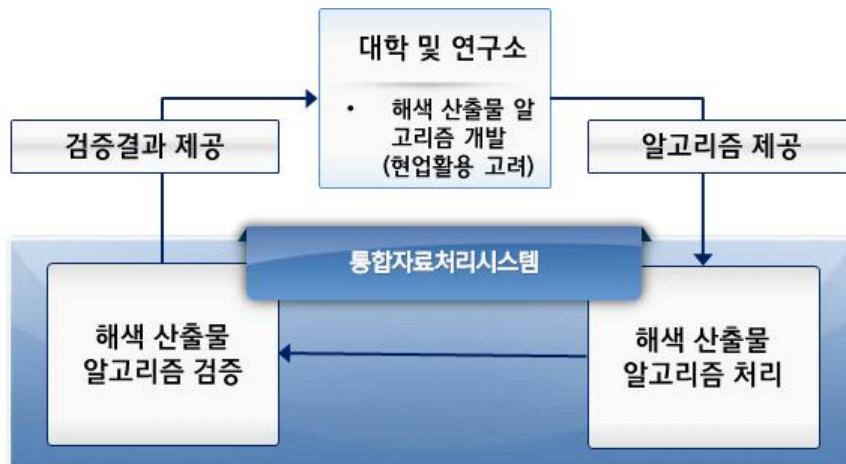 대학 및 연구소
• 해색 산출물 알
고리즘 개발
(현업활용 고려)
검증결과 제공
알고리즘 제공
통합자료처리시스템
해색 산출물
알고리즘 검증
해색 산출물
알고리즘 처리